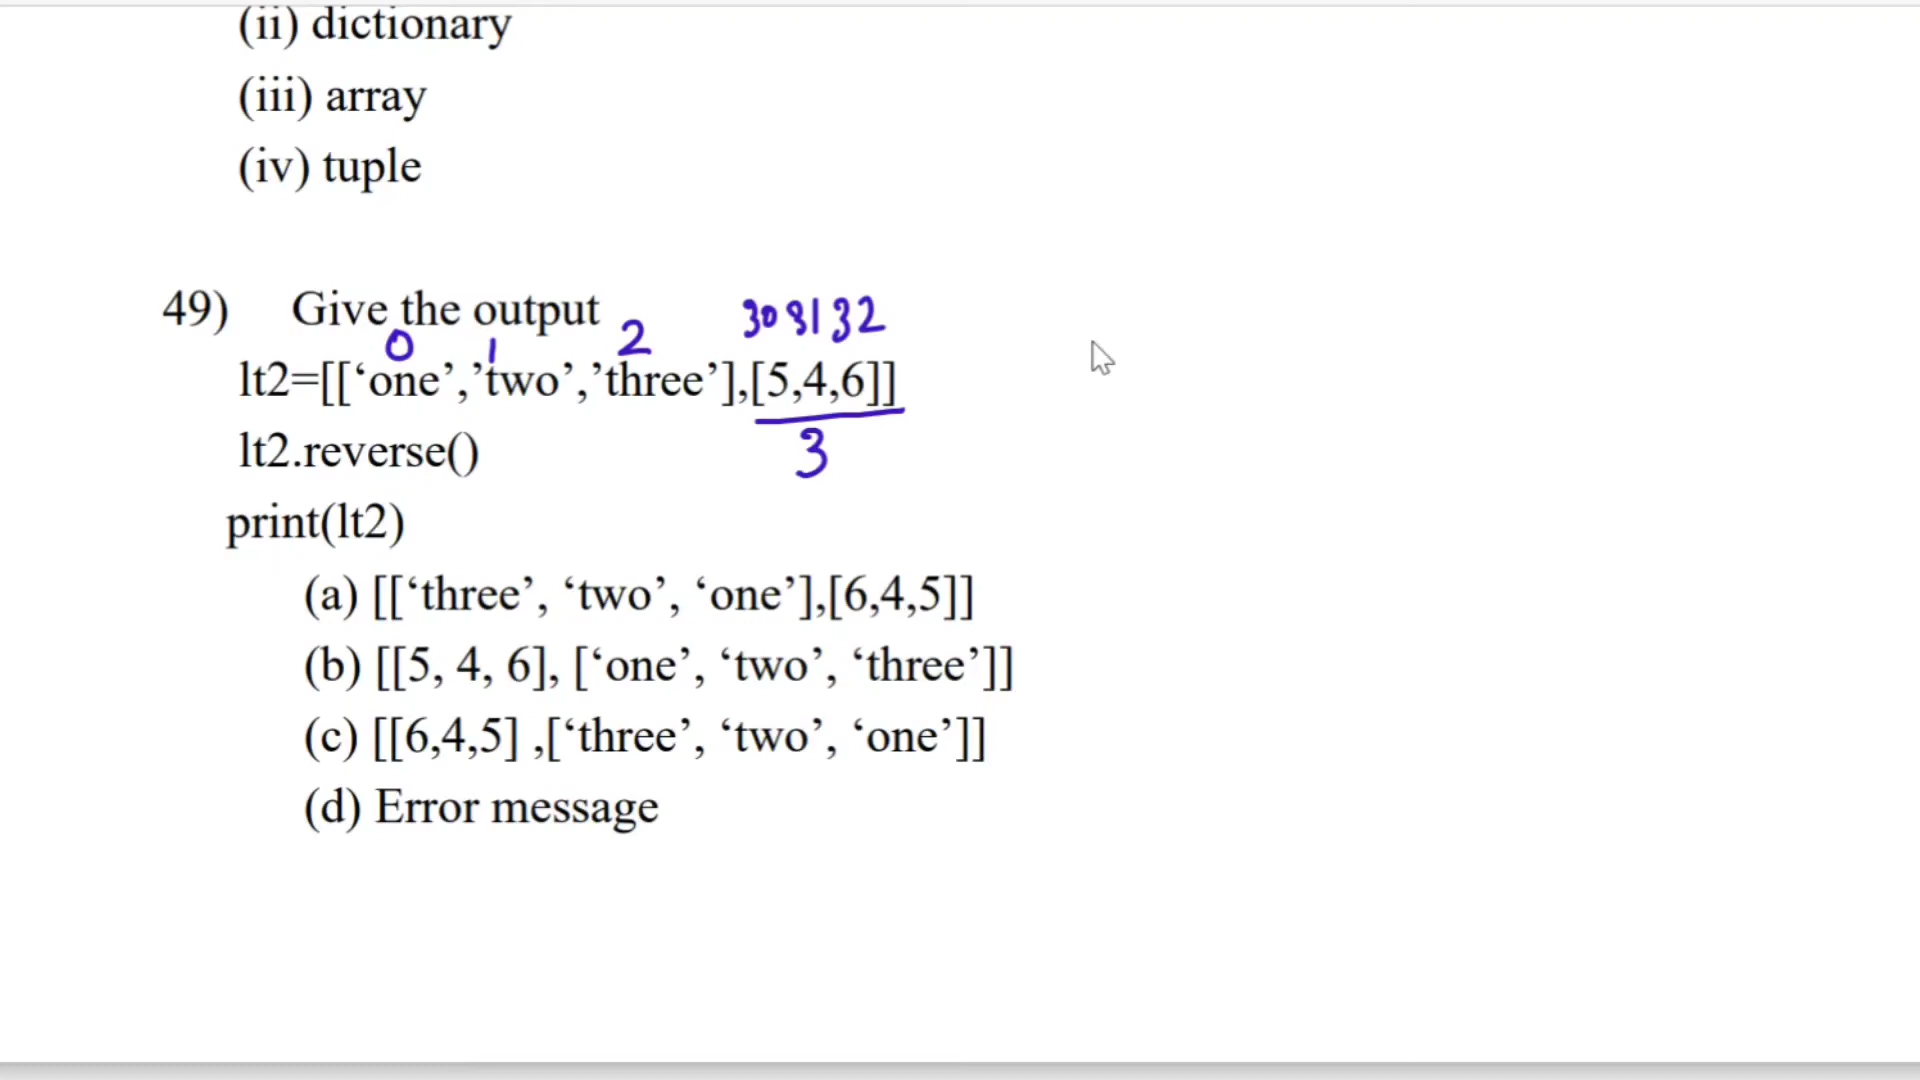 (ii) dictionary
(iii) array
(iv) tuple
49) Give the output
0 1 2 30 31 32
lt2=[[‘one’,’two’,’three’],[5,4,6]]
3
lt2.reverse()
print(lt2)
(a) [[‘three’, ‘two’, ‘one’],[6,4,5]]
(b) [[5, 4, 6], [‘one’, ‘two’, ‘three’]]
(c) [[6,4,5] ,[‘three’, ‘two’, ‘one’]]
(d) Error message